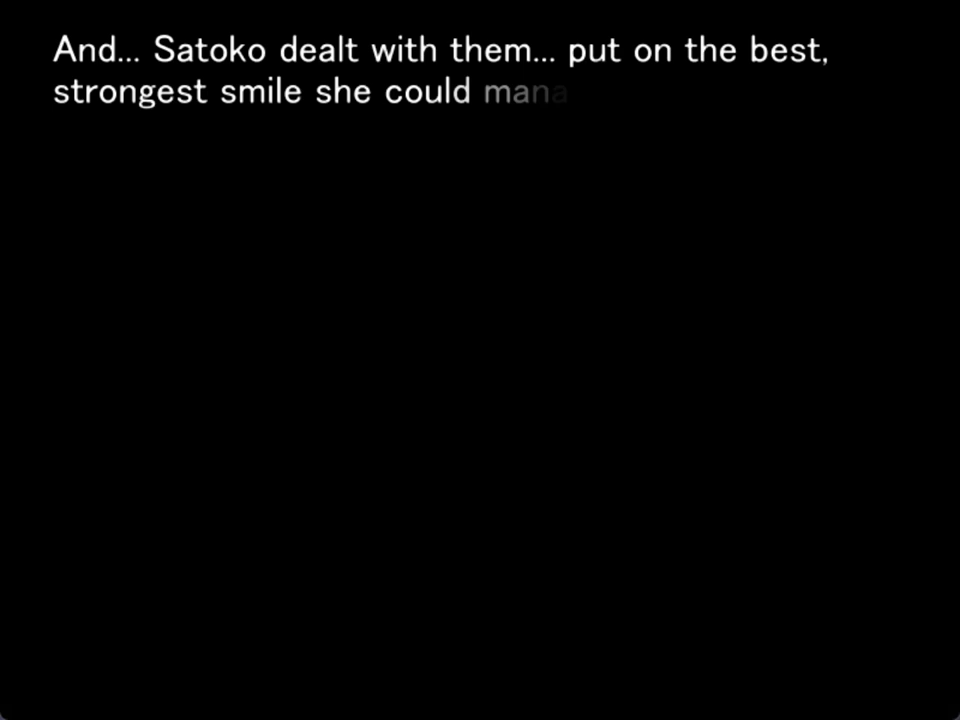 And... Satoko dealt with them... put on the best,
strongest smile she could mana